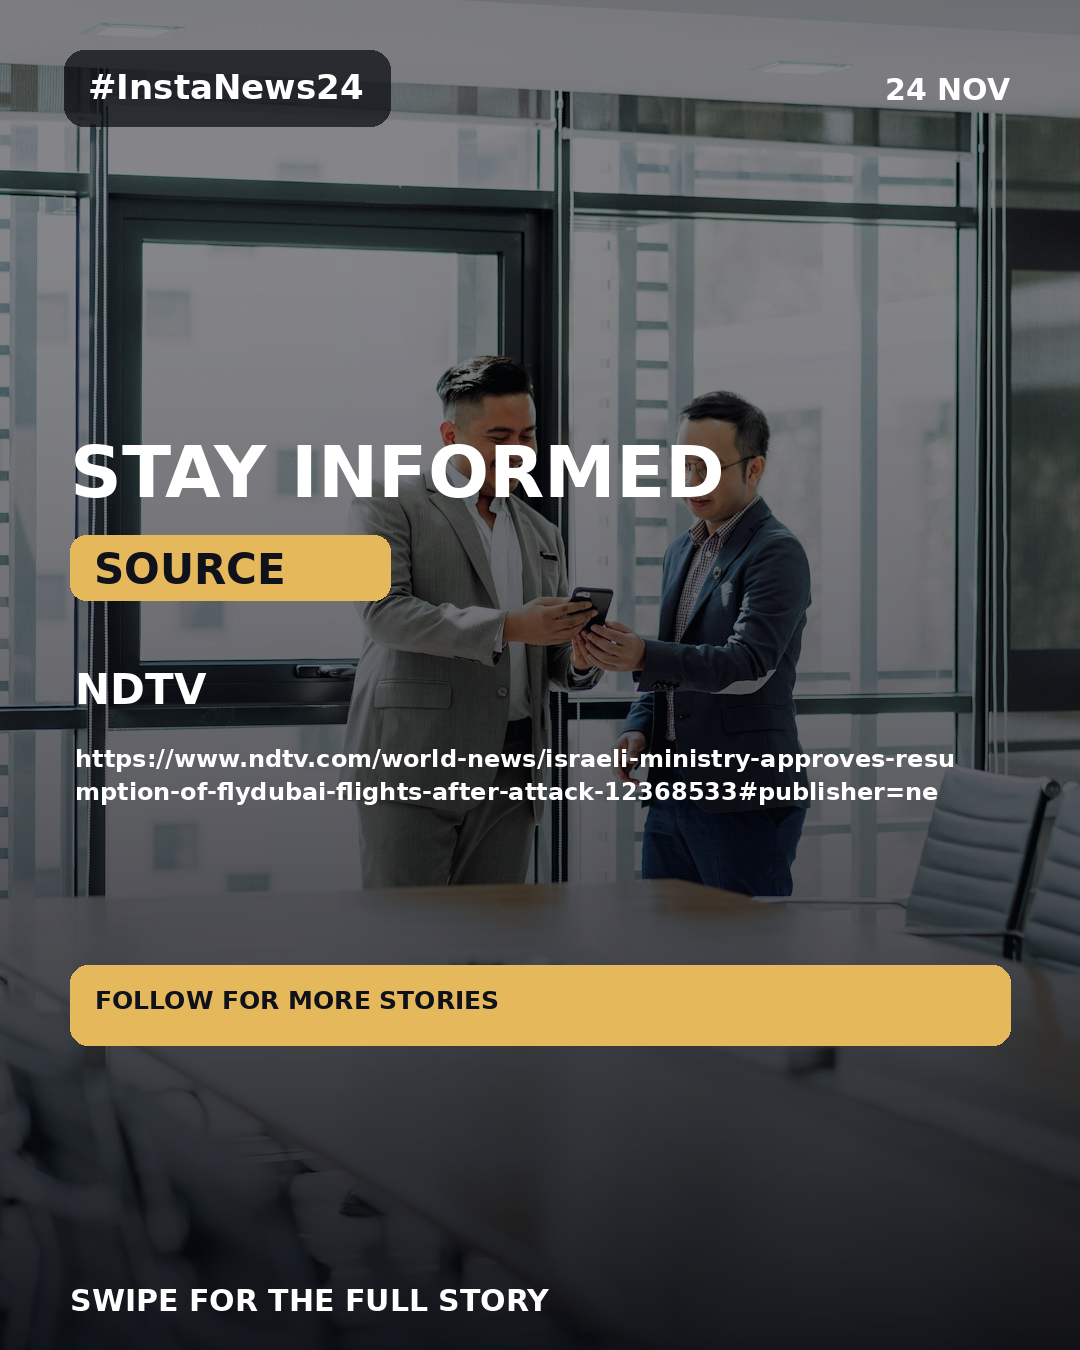 #InstaNews24
24 NOV
STAY INFORMED
SOURCE
NDTV
https://www.ndtv.com/world-news/israeli-ministry-approves-resu
mption-of-flydubai-flights-after-attack-12368533#publisher=ne
FOLLOW FOR MORE STORIES
SWIPE FOR THE FULL STORY